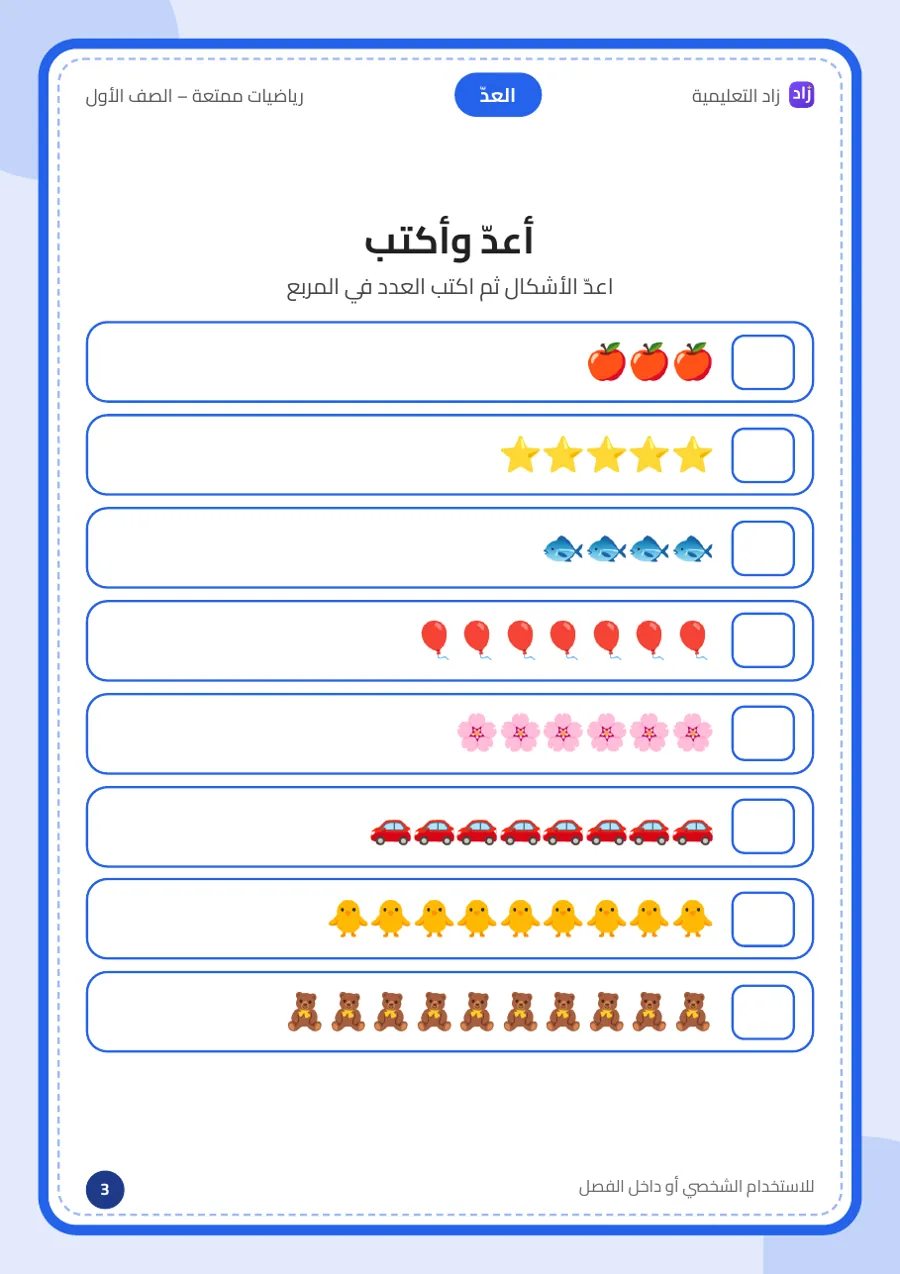 زاد زاد التعليمية
العدّ
رياضيات ممتعة – الصف الأول
أعدّ وأكتب
اعدّ الأشكال ثم اكتب العدد في المربع
للاستخدام الشخصي أو داخل الفصل
3